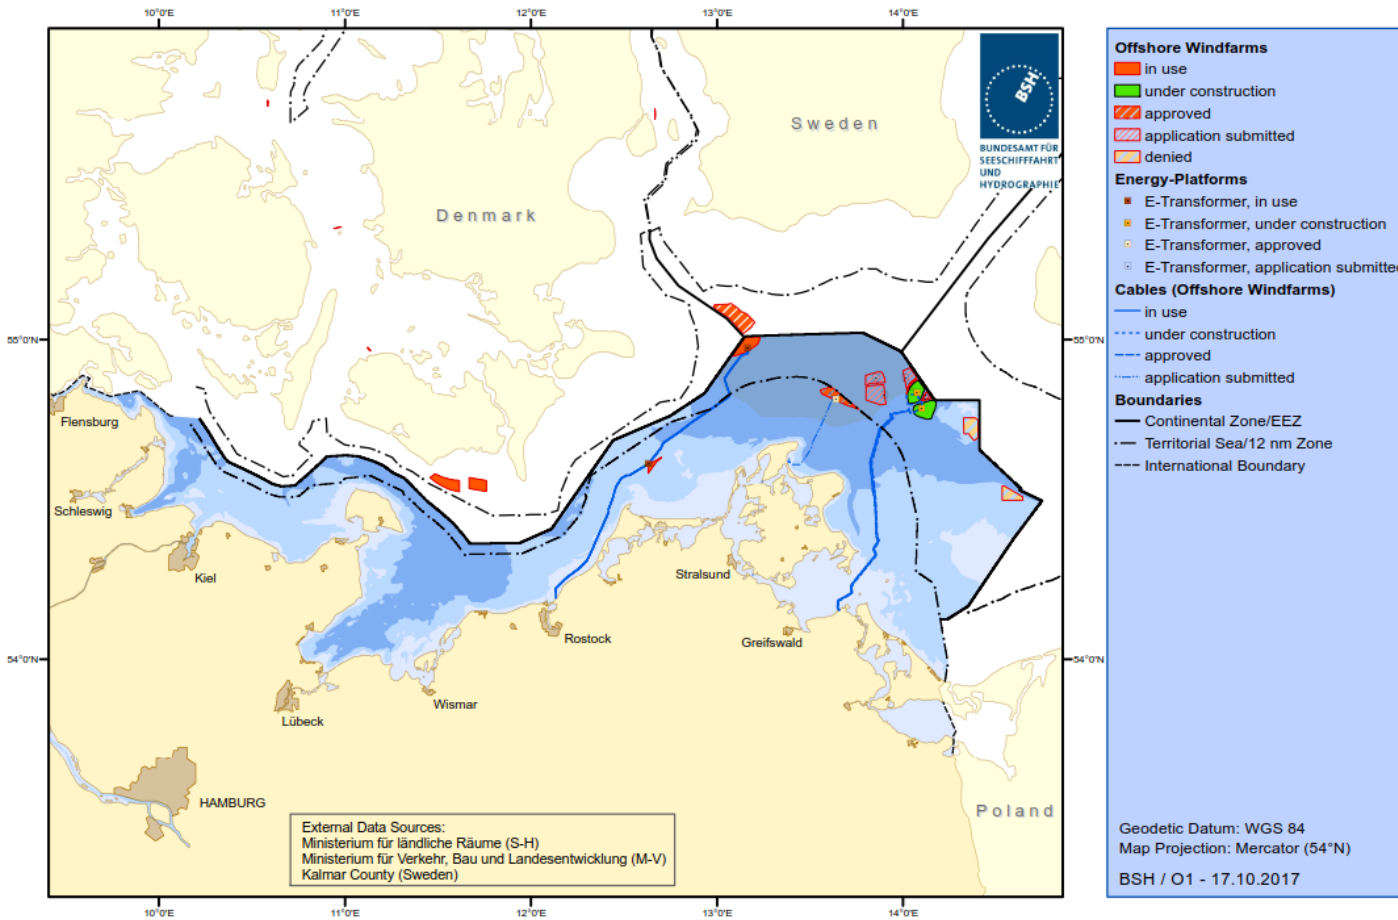 10°0'E 11°0'E 12°0'E 13°0'E 14°0'E
BSH
BUNDESAMT FÜR
SEESCHIFFFAHRT
UND
HYDROGRAPHIE
Sweden
Denmark
55°0'N 55°0'N
Flensburg
Schleswig
Kiel
Stralsund
Rostock
Greifswald
54°0'N 54°0'N
Wismar
Lübeck
HAMBURG
Poland
External Data Sources:
Ministerium für ländliche Räume (S-H)
Ministerium für Verkehr, Bau und Landesentwicklung (M-V)
Kalmar County (Sweden)
10°0'E 11°0'E 12°0'E 13°0'E 14°0'E
Offshore Windfarms
in use
under construction
approved
application submitted
denied
Energy-Platforms
E-Transformer, in use
E-Transformer, under construction
E-Transformer, approved
E-Transformer, application submitted
Cables (Offshore Windfarms)
in use
under construction
approved
application submitted
Boundaries
Continental Zone/EEZ
Territorial Sea/12 nm Zone
International Boundary
Geodetic Datum: WGS 84
Map Projection: Mercator (54°N)
BSH / O1 - 17.10.2017